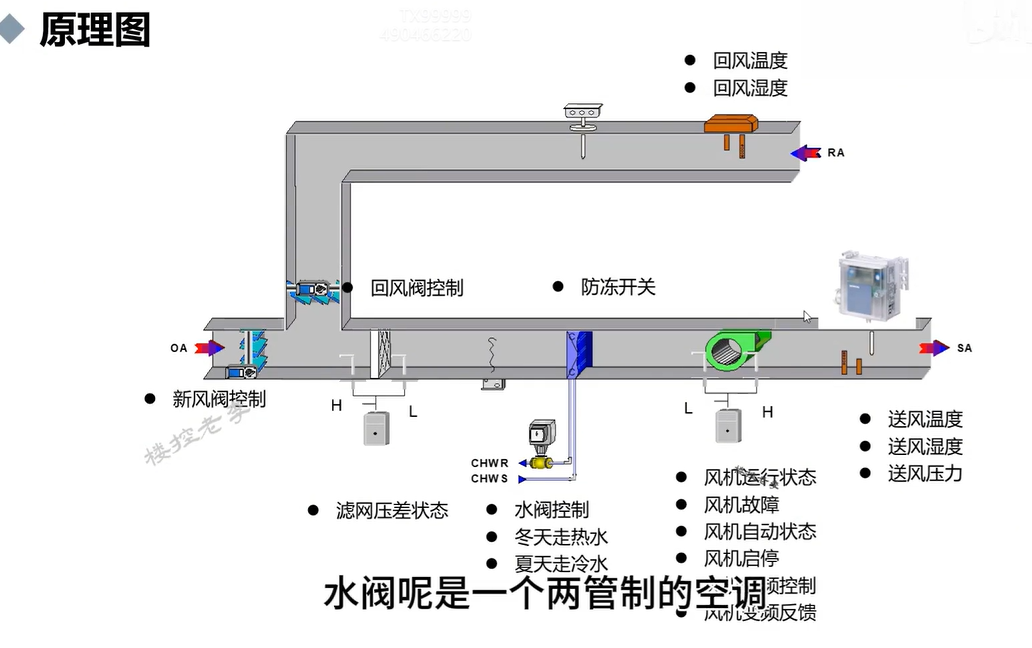 原理图
TX99999
490466220
● 回风温度
● 回风湿度
RA
● 回风阀控制
● 防冻开关
OA
SA
● 新风阀控制
楼控老李
H
L
L
H
● 送风温度
● 送风湿度
● 送风压力
CHWR
CHWS
● 滤网压差状态
● 水阀控制
● 冬天走热水
● 夏天走冷水
● 风机运行状态
● 风机故障
● 风机自动状态
● 风机启停
频控制
● 风机变频反馈
水阀呢是一个两管制的空调